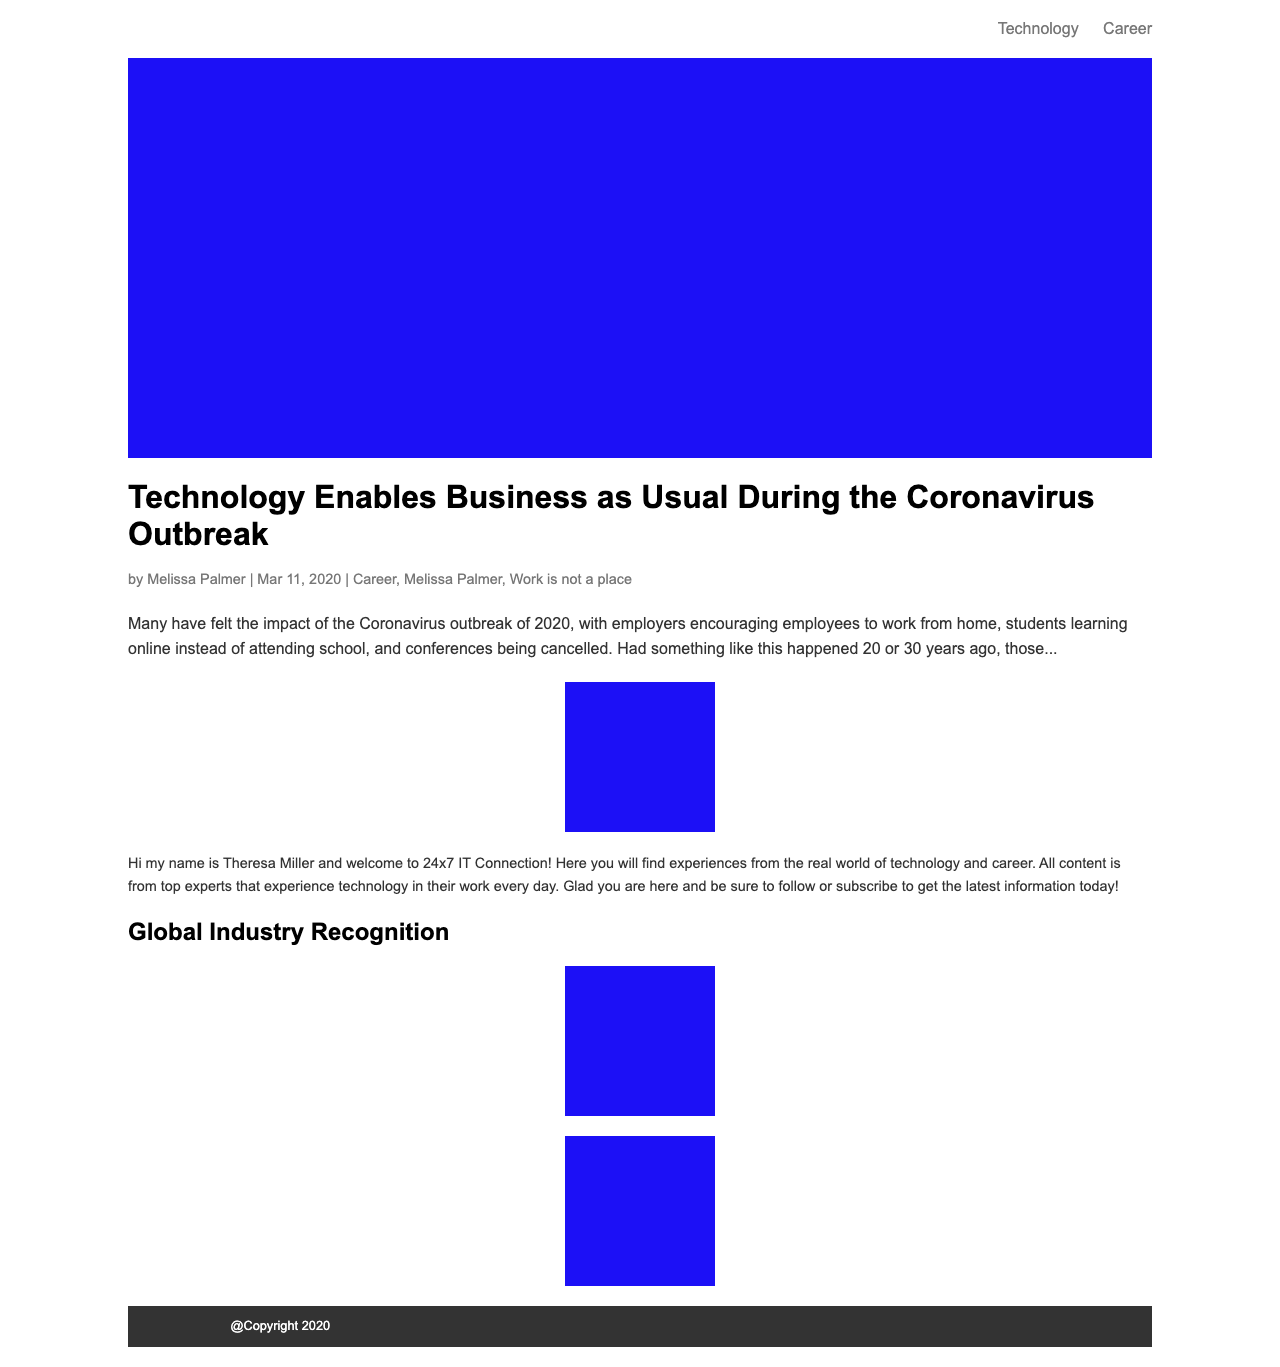 Technology Career
Technology Enables Business as Usual During the Coronavirus
Outbreak
by Melissa Palmer | Mar 11, 2020 | Career, Melissa Palmer, Work is not a place
Many have felt the impact of the Coronavirus outbreak of 2020, with employers encouraging employees to work from home, students learning
online instead of attending school, and conferences being cancelled. Had something like this happened 20 or 30 years ago, those...
Hi my name is Theresa Miller and welcome to 24x7 IT Connection! Here you will find experiences from the real world of technology and career. All content is
from top experts that experience technology in their work every day. Glad you are here and be sure to follow or subscribe to get the latest information today!
Global Industry Recognition
@Copyright 2020